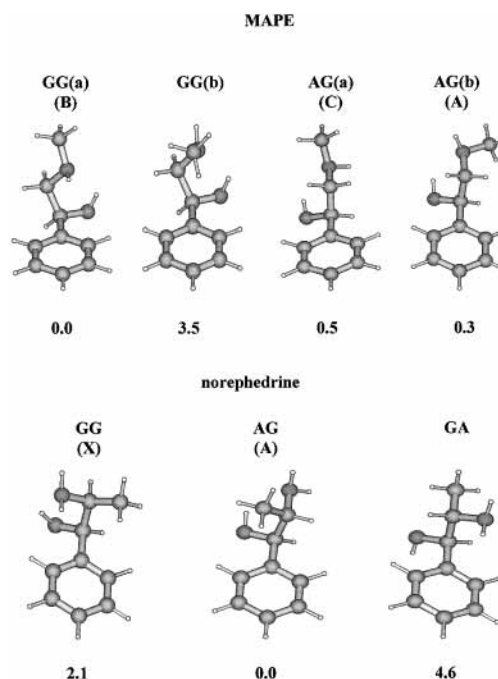 MAPE
GG(a) GG(b) AG(a) AG(b)
(B) (C) (A)
0.0 3.5 0.5 0.3
norephedrine
GG AG GA
(X) (A)
2.1 0.0 4.6